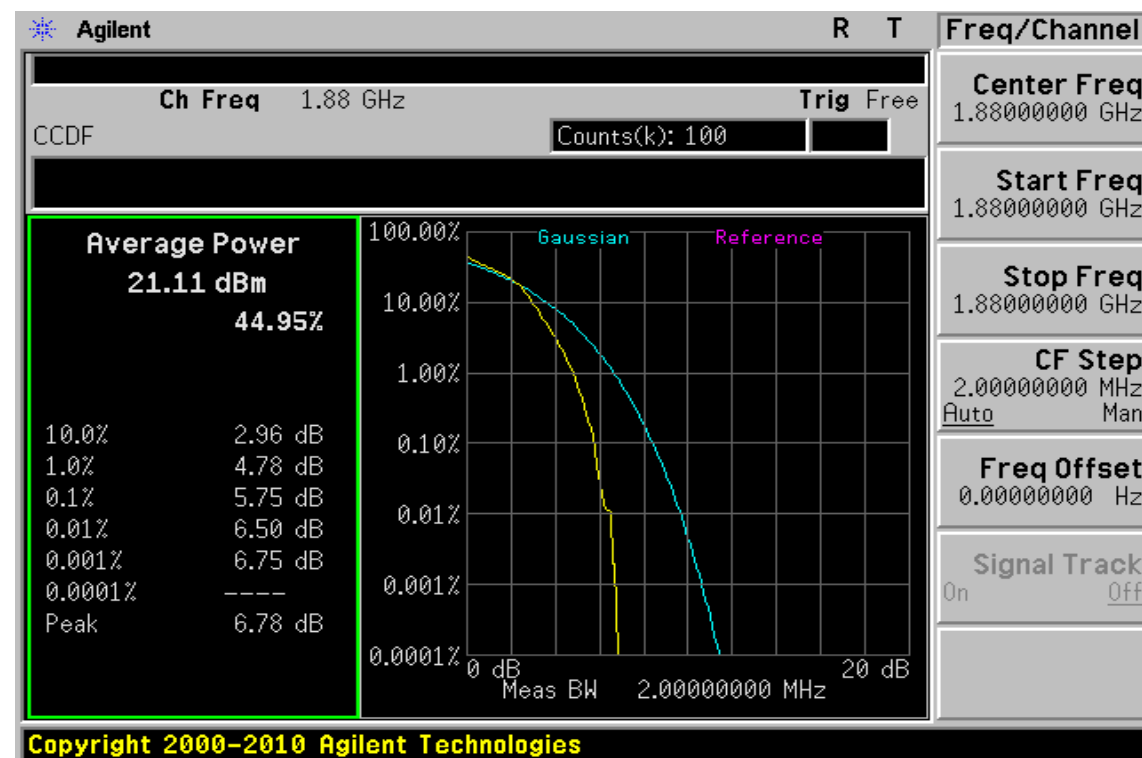 Agilent
R T
Freq/Channel
Ch Freq 1.88 GHz
Trig Free
CCDF
Counts(k): 100
Center Freq
1.88000000 GHz
Start Freq
1.88000000 GHz
Stop Freq
1.88000000 GHz
CF Step
2.00000000 MHz
Auto Man
Freq Offset
0.00000000 Hz
Signal Track
On Off
Average Power
21.11 dBm
44.95%
10.0% 2.96 dB
1.0% 4.78 dB
0.1% 5.75 dB
0.01% 6.50 dB
0.001% 6.75 dB
0.0001% ----
Peak 6.78 dB
Gaussian
Reference
100.00%
10.00%
1.00%
0.10%
0.01%
0.001%
0.0001%
0 dB
20 dB
Meas BW 2.00000000 MHz
Copyright 2000-2010 Agilent Technologies